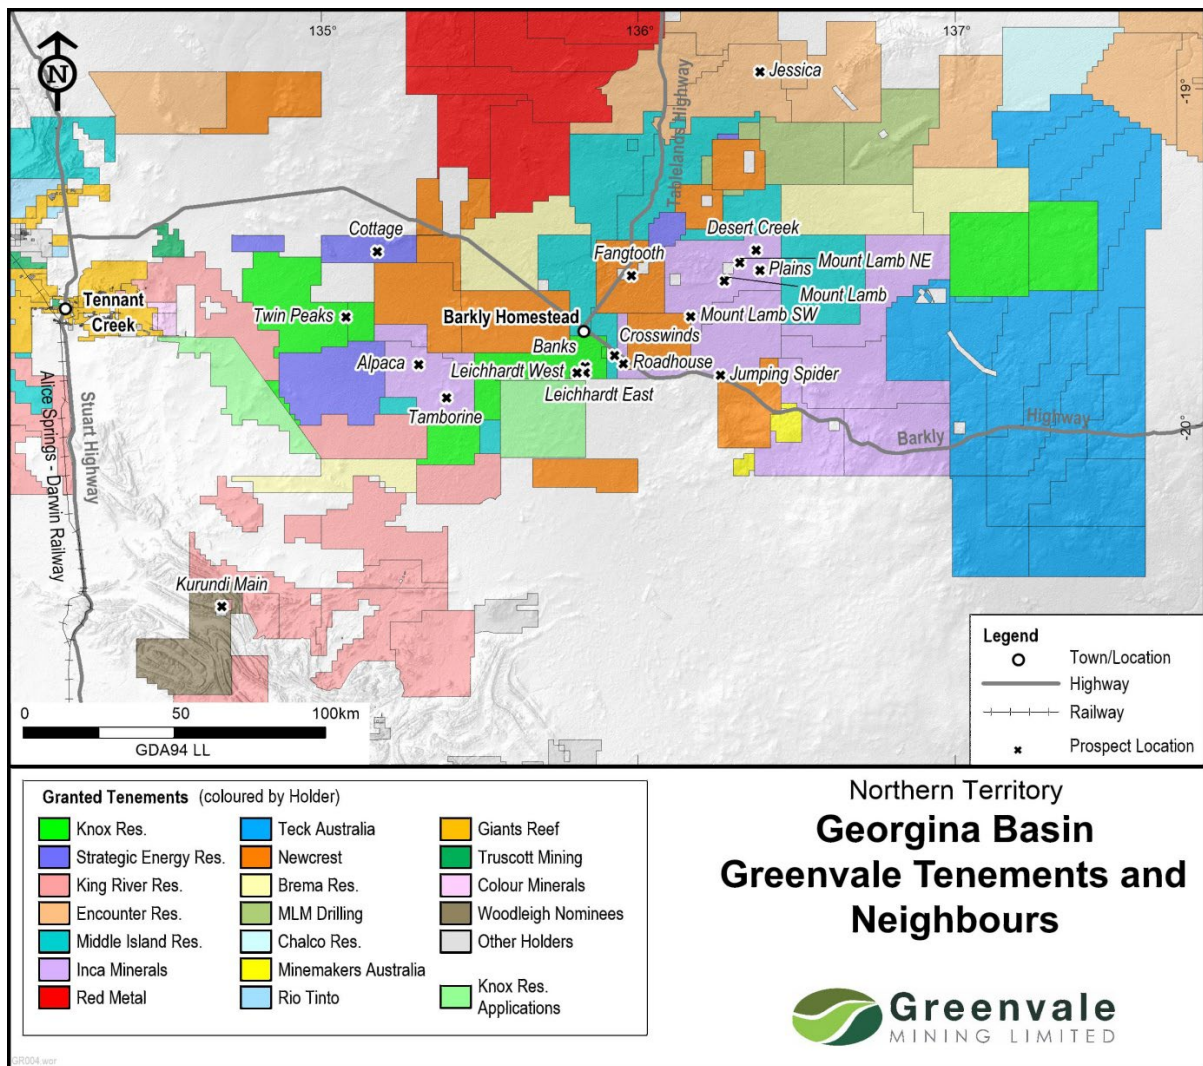 135°
136°
137°
-19°
N
Jessica
Tablelands Highway
Cottage
Desert Creek
Fangtooth
Mount Lamb NE
Plains
Mount Lamb
Tennant
Creek
Twin Peaks
Barkly Homestead
Mount Lamb SW
Banks
Crosswinds
Alpaca
Leichhardt West
Roadhouse
Jumping Spider
Leichhardt East
Tamborine
Alice Springs - Darwin Railway
Stuart Highway
Barkly
Highway
-20°
Kurundi Main
0 50 100km
GDA94 LL
Legend
Town/Location
Highway
Railway
Prospect Location
Granted Tenements (coloured by Holder)
Knox Res.
Strategic Energy Res.
King River Res.
Encounter Res.
Middle Island Res.
Inca Minerals
Red Metal
Teck Australia
Newcrest
Brema Res.
MLM Drilling
Chalco Res.
Minemakers Australia
Rio Tinto
Giants Reef
Truscott Mining
Colour Minerals
Woodleigh Nominees
Other Holders
Knox Res.
Applications
Northern Territory
Georgina Basin
Greenvale Tenements and
Neighbours
Greenvale
MINING LIMITED
GR004.wor